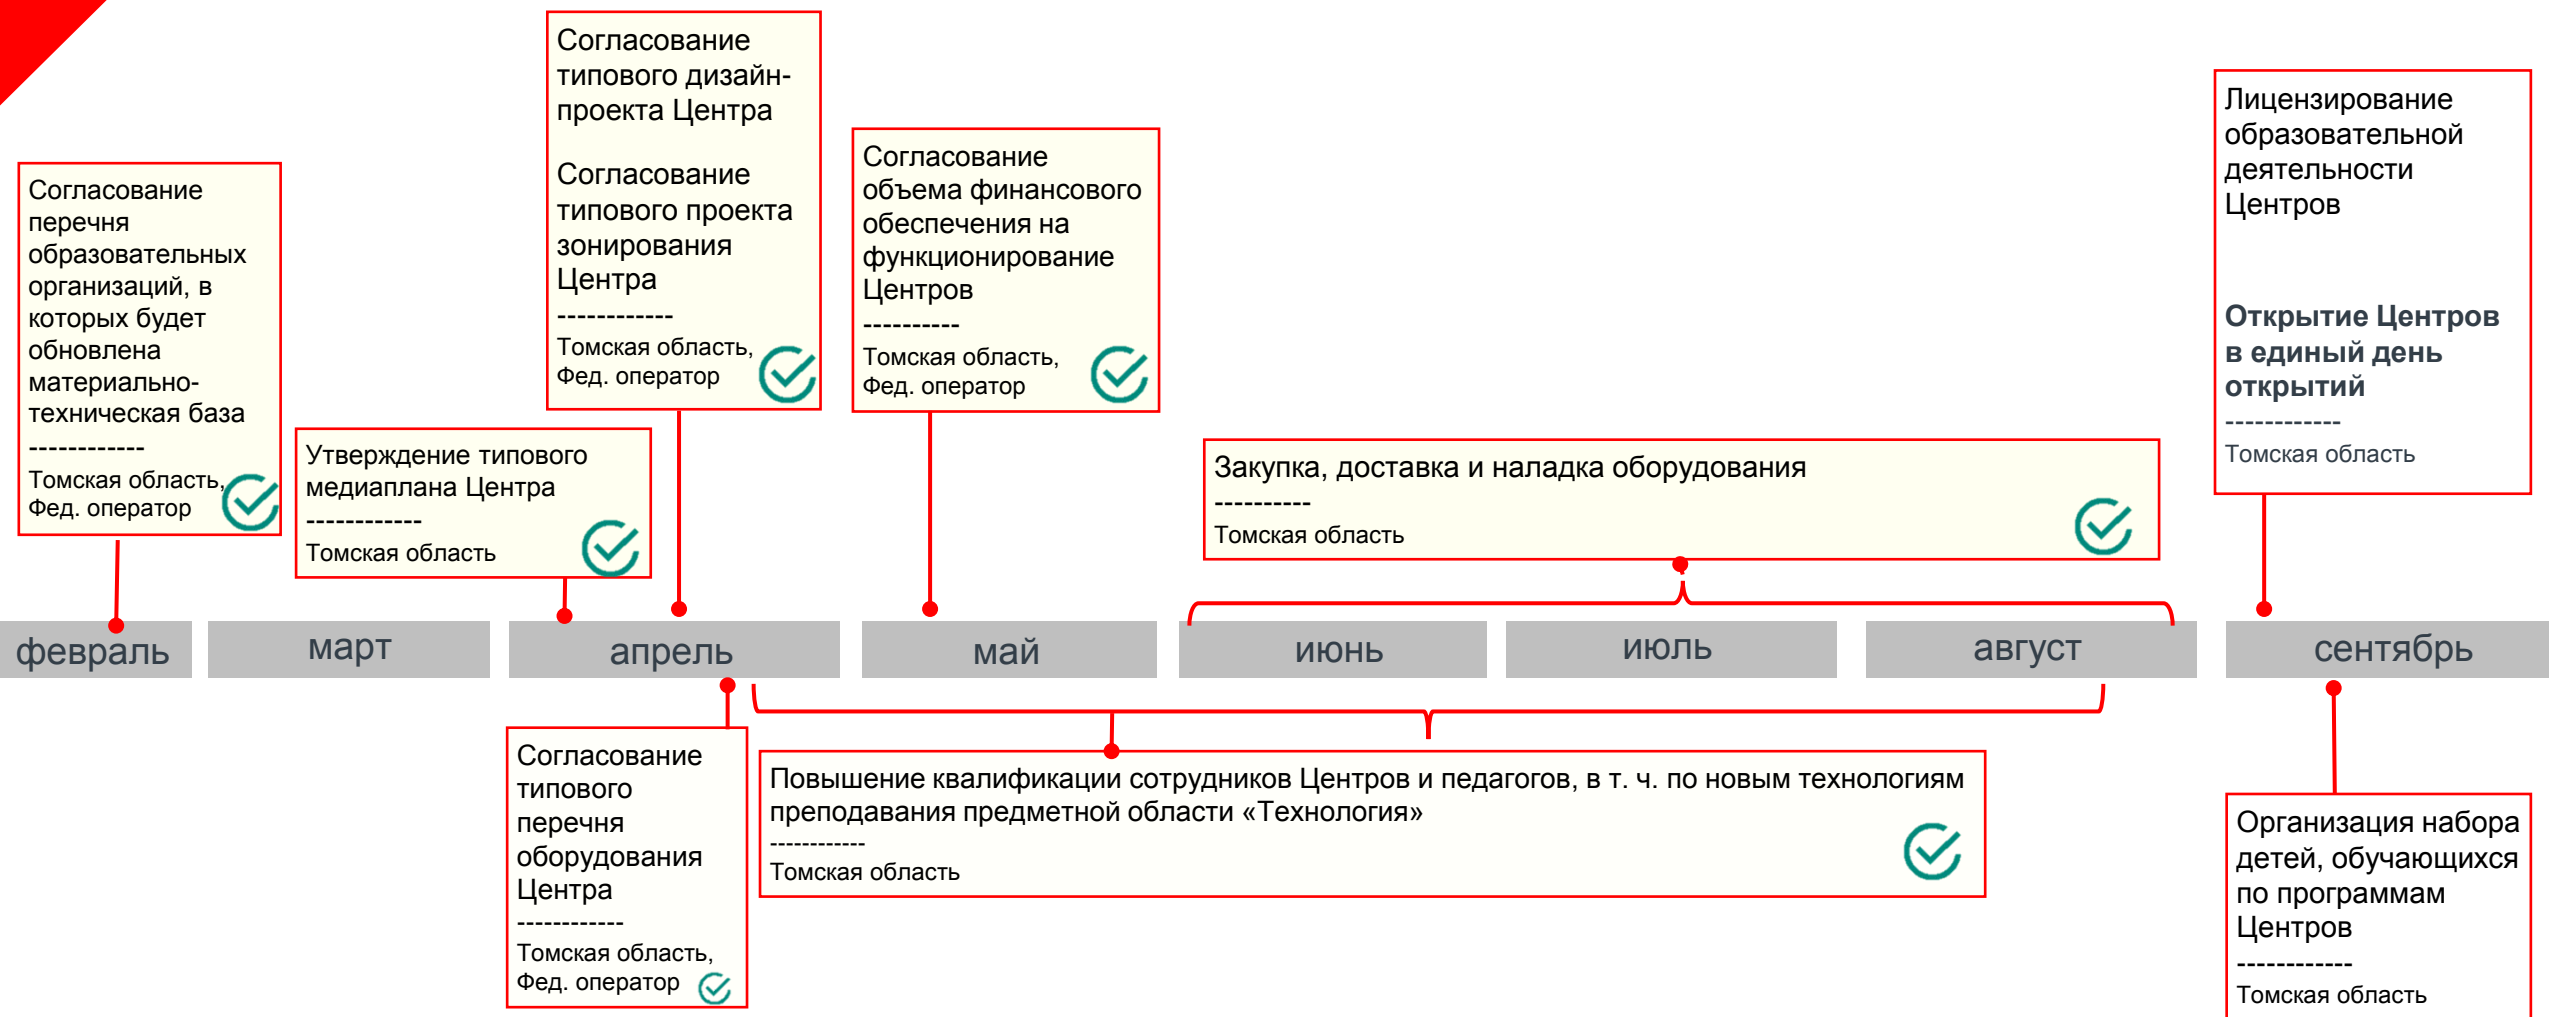 Согласование
перечня
образовательных
организаций, в
которых будет
обновлена
материально-
техническая база
------------
Томская область,
Фед. оператор
Утверждение типового
медиаплана Центра
------------
Томская область
Согласование
типового дизайн-
проекта Центра
Согласование
типового проекта
зонирования
Центра
------------
Томская область,
Фед. оператор
Согласование
объема финансового
обеспечения на
функционирование
Центров
----------
Томская область,
Фед. оператор
Закупка, доставка и наладка оборудования
----------
Томская область
Лицензирование
образовательной
деятельности
Центров
Открытие Центров
в единый день
открытий
------------
Томская область
февраль
март
апрель
май
июнь
июль
август
сентябрь
Согласование
типового
перечня
оборудования
Центра
------------
Томская область,
Фед. оператор
Повышение квалификации сотрудников Центров и педагогов, в т. ч. по новым технологиям
преподавания предметной области «Технология»
------------
Томская область
Организация набора
детей, обучающихся
по программам
Центров
------------
Томская область